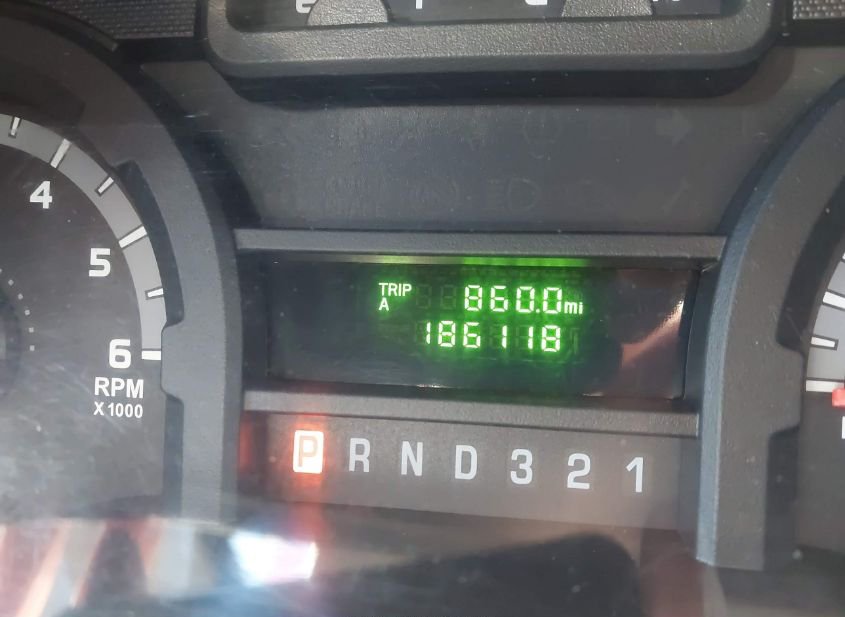 4
5
6
RPM
X1000
TRIP
A
860.0mi
186118
P R N D 3 2 1